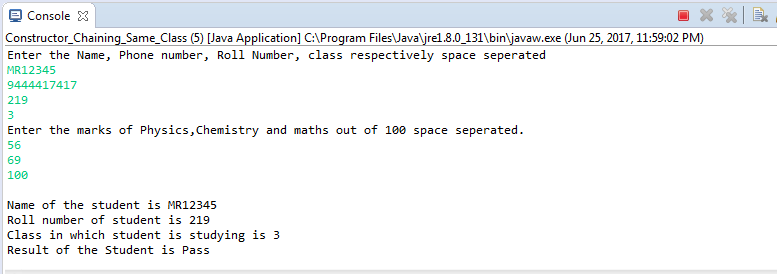 Console
Constructor_Chaining_Same_Class (5) [Java Application] C:\Program Files\Java\jre1.8.0_131\bin\javaw.exe (Jun 25, 2017, 11:59:02 PM)
Enter the Name, Phone number, Roll Number, class respectively space seperated
MR12345
9444417417
219
3
Enter the marks of Physics,Chemistry and maths out of 100 space seperated.
56
69
100
Name of the student is MR12345
Roll number of student is 219
Class in which student is studying is 3
Result of the Student is Pass